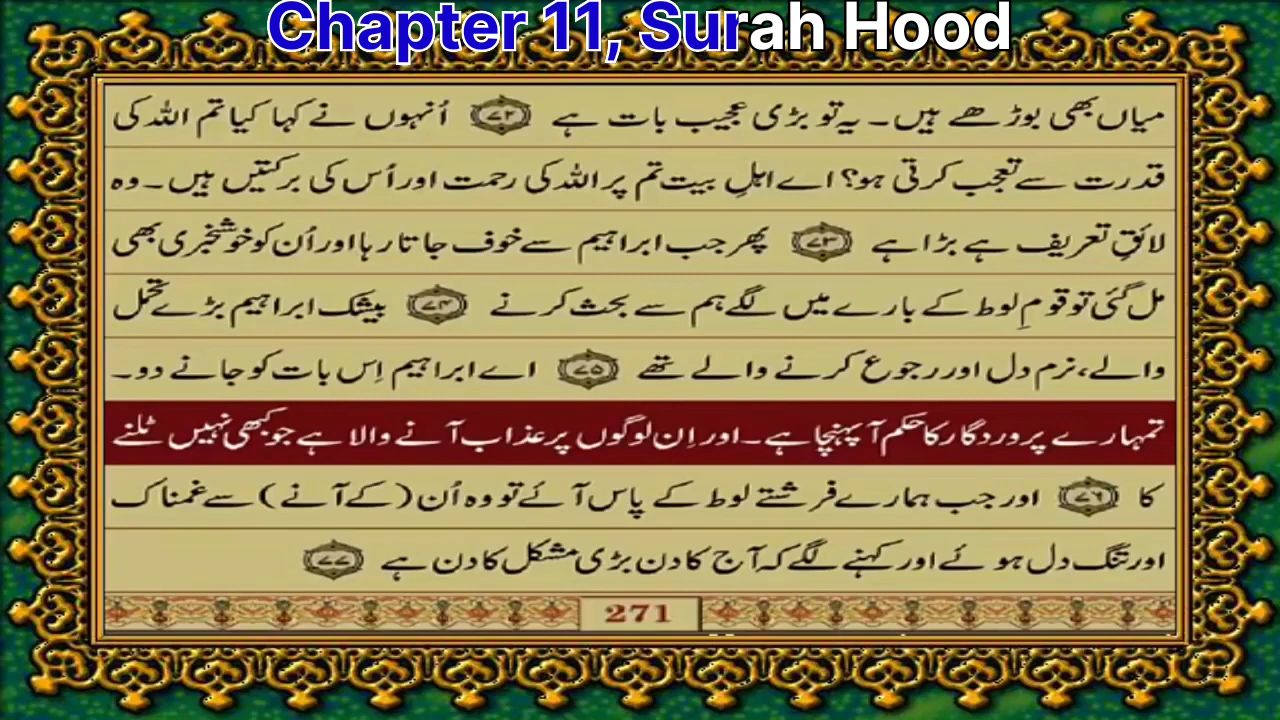 Chapter 11, Surah Hood
میاں بھی بوڑھے ہیں۔ یہ تو بڑی عجیب بات ہے ۷۲ اُنہوں نے کہا کیا تم اللہ کی
قدرت سے تعجب کرتی ہو؟ اے اہلِ بیت تم پر اللہ کی رحمت اور اُس کی برکتیں ہیں۔ وہ
لائقِ تعریف ہے بڑا ہے ۷۳ پھر جب ابراہیم سے خوف جاتا رہا اور اُن کو خوشخبری بھی
مل گئی تو قومِ لوط کے بارے میں لگے ہم سے بحث کرنے ۷۴ بیشک ابراہیم بڑے تحمل
والے، نرم دل اور رجوع کرنے والے تھے ۷۵ اے ابراہیم اِس بات کو جانے دو۔
تمہارے پروردگار کا حکم آ پہنچا ہے۔ اور اِن لوگوں پر عذاب آنے والا ہے جو کبھی نہیں ٹلنے
کا ۷۶ اور جب ہمارے فرشتے لوط کے پاس آئے تو وہ اُن (کے آنے) سے غمناک
اور تنگ دل ہوئے اور کہنے لگے کہ آج کا دن بڑی مشکل کا دن ہے ۷۷
271